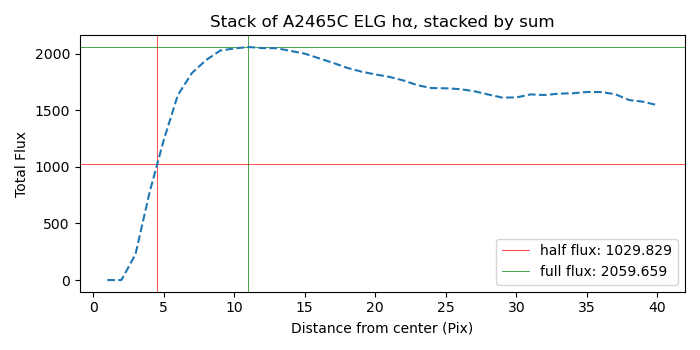 Stack of A2465C ELG hα, stacked by sum
Total Flux
2000
1500
1000
500
0
half flux: 1029.829
full flux: 2059.659
0 5 10 15 20 25 30 35 40
Distance from center (Pix)